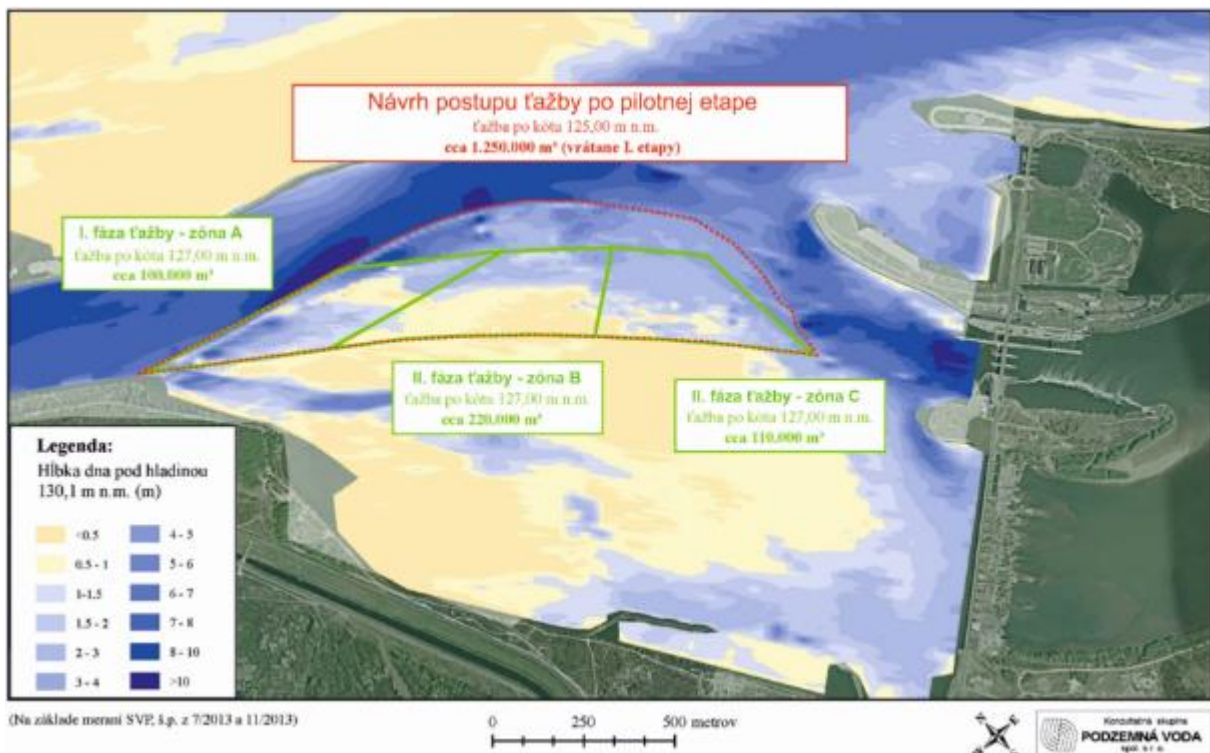 Návrh postupu ťažby po pilotnej etape
ťažba po kótu 125,00 m n.m.
cca 1.250.000 m³ (vrátane I. etapy)
I. fáza ťažby - zóna A
ťažba po kótu 127,00 m n.m.
cca 100.000 m³
II. fáza ťažby - zóna B
ťažba po kótu 127,00 m n.m.
cca 220.000 m³
II. fáza ťažby - zóna C
ťažba po kótu 127,00 m n.m.
cca 110.000 m³
Legenda:
Hĺbka dna pod hladinou
130,1 m n.m. (m)
<0.5
0.5 - 1
1-1.5
1.5 - 2
2 - 3
3 - 4
4 - 5
5 - 6
6 - 7
7 - 8
8 - 10
>10
(Na základe meraní SVP, š.p. z 7/2013 a 11/2013)
0 250 500 metrov
N E
Konzultačná skupina
PODZEMNÁ VODA
spol. s r.o.